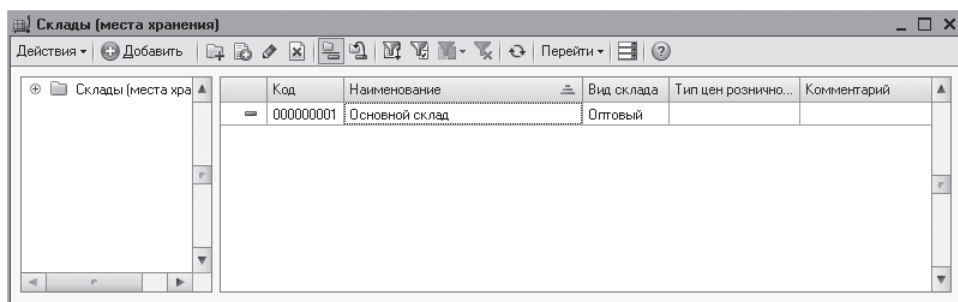 Склады (места хранения)
Действия Добавить Перейти
Склады (места хра Код Наименование Вид склада Тип цен рознично... Комментарий
000000001 Основной склад Оптовый